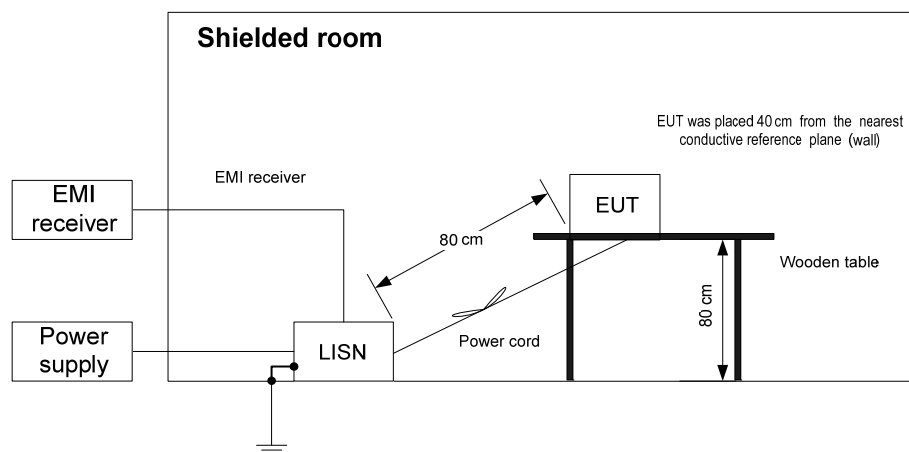 Shielded room
EUT was placed 40 cm from the nearest
conductive reference plane (wall)
EMI receiver
EMI
receiver
EUT
80 cm
Wooden table
80 cm
Power
supply
LISN
Power cord